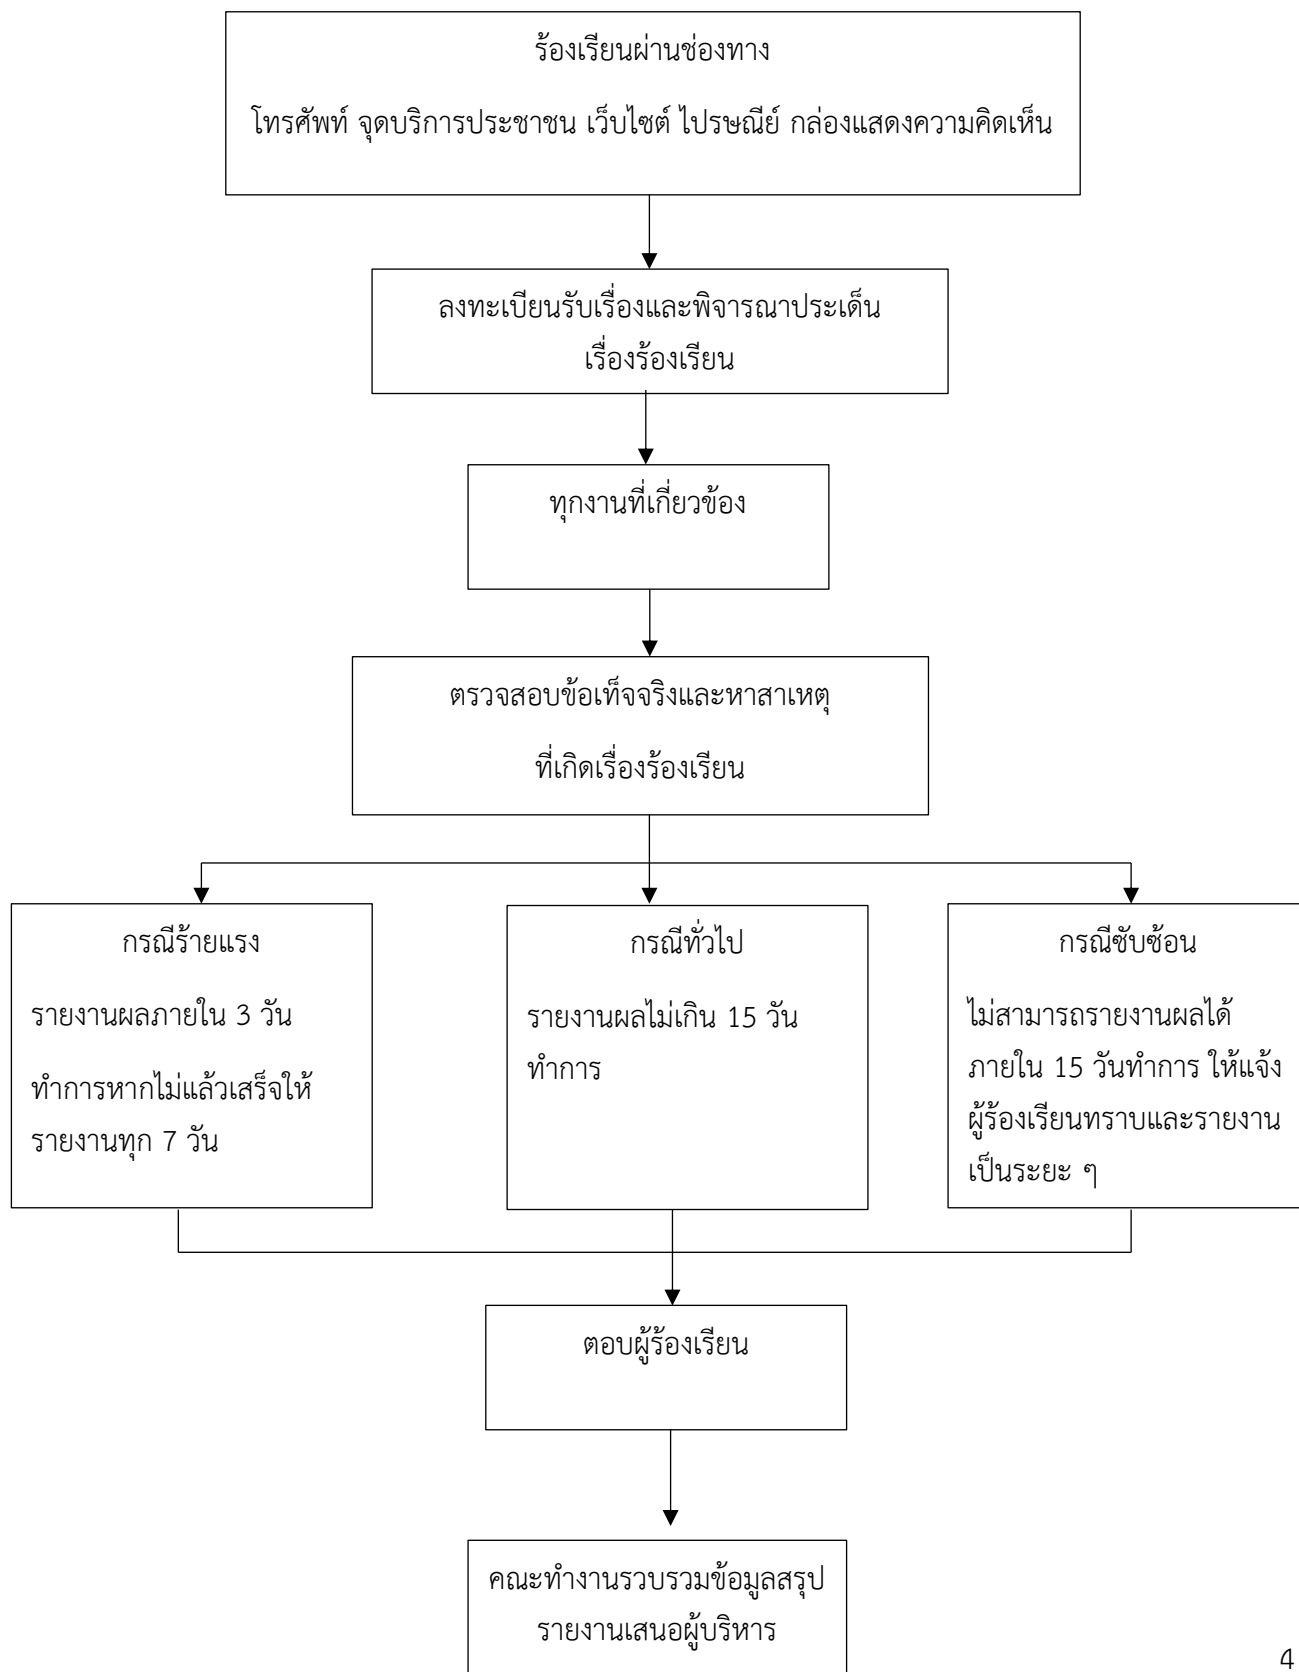 ร้องเรียนผ่านช่องทาง
โทรศัพท์ จุดบริการประชาชน เว็บไซต์ ไปรษณีย์ กล่องแสดงความคิดเห็น
ลงทะเบียนรับเรื่องและพิจารณาประเด็น
เรื่องร้องเรียน
ทุกงานที่เกี่ยวข้อง
ตรวจสอบข้อเท็จจริงและหาสาเหตุ
ที่เกิดเรื่องร้องเรียน
กรณีร้ายแรง
รายงานผลภายใน 3 วัน
ทำการหากไม่แล้วเสร็จให้
รายงานทุก 7 วัน
กรณีทั่วไป
รายงานผลไม่เกิน 15 วัน
ทำการ
กรณีซับซ้อน
ไม่สามารถรายงานผลได้
ภายใน 15 วันทำการ ให้แจ้ง
ผู้ร้องเรียนทราบและรายงาน
เป็นระยะ ๆ
ตอบผู้ร้องเรียน
คณะทำงานรวบรวมข้อมูลสรุป
รายงานเสนอผู้บริหาร
4